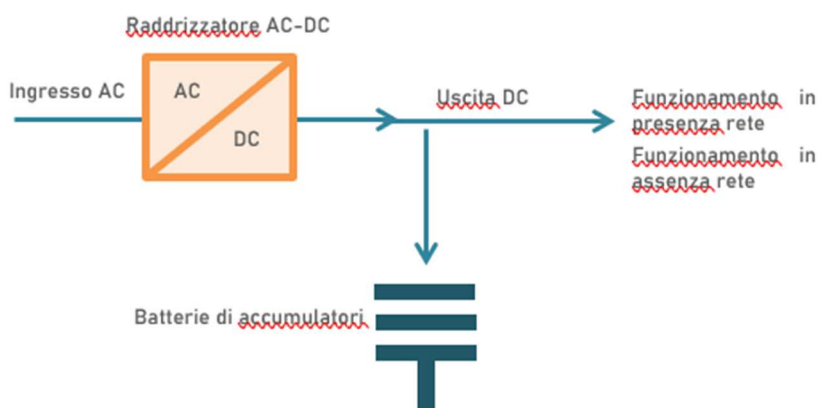 Raddrizzatore AC-DC
Ingresso AC
AC
DC
Uscita DC
Funzionamento in
presenza rete
Funzionamento in
assenza rete
Batterie di accumulatori